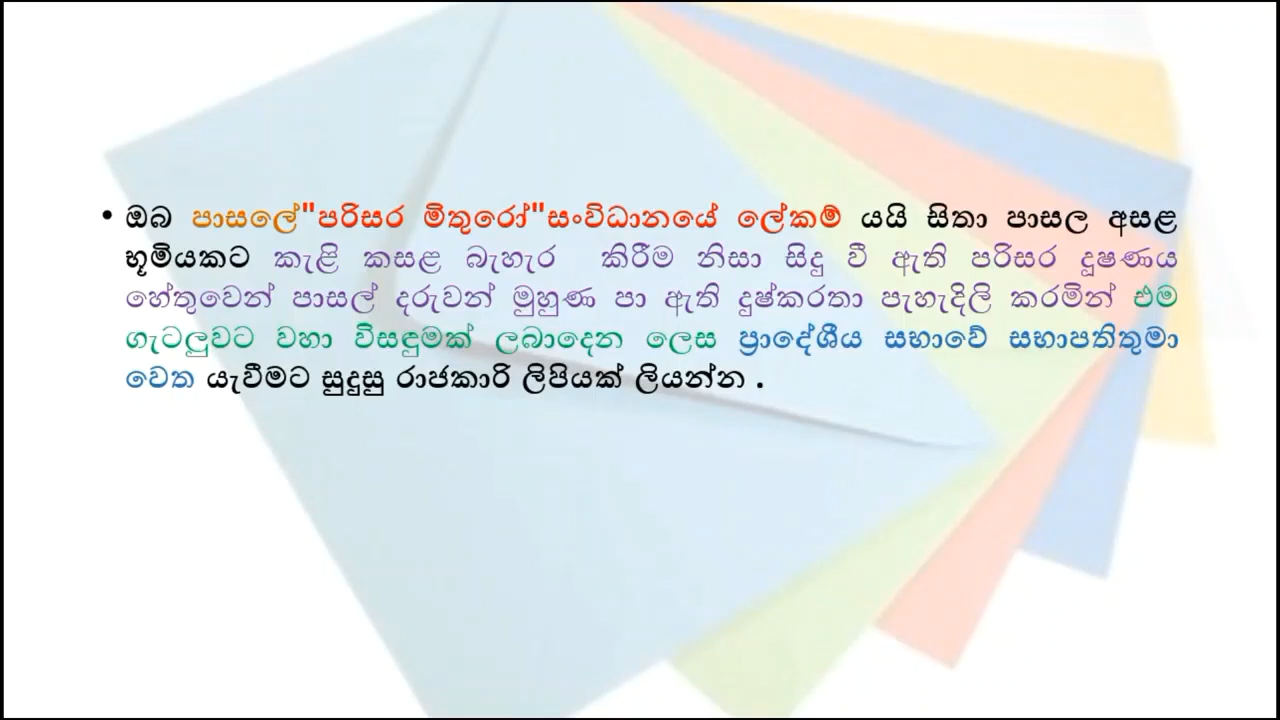 • ඔබ පාසලේ"පරිසර මිතුරෝ"සංවිධානයේ ලේකම් යයි සිතා පාසල අසළ
භූමියකට කැළි කසළ බැහැර කිරීම නිසා සිදු වී ඇති පරිසර දූෂණය
හේතුවෙන් පාසල් දරුවන් මුහුණ පා ඇති දුෂ්කරතා පැහැදිලි කරමින් එම
ගැටලුවට වහා විසඳුමක් ලබාදෙන ලෙස ප්‍රාදේශීය සභාවේ සභාපතිතුමා
වෙත යැවීමට සුදුසු රාජකාරි ලිපියක් ලියන්න .